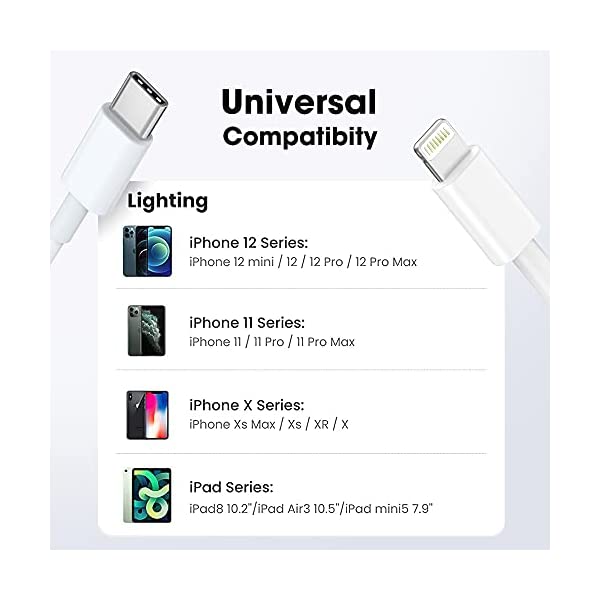 Universal
Compatibity
Lighting
iPhone 12 Series:
iPhone 12 mini / 12 / 12 Pro / 12 Pro Max
iPhone 11 Series:
iPhone 11 / 11 Pro / 11 Pro Max
iPhone X Series:
iPhone Xs Max / Xs / XR / X
iPad Series:
iPad8 10.2"/iPad Air3 10.5"/iPad mini5 7.9"